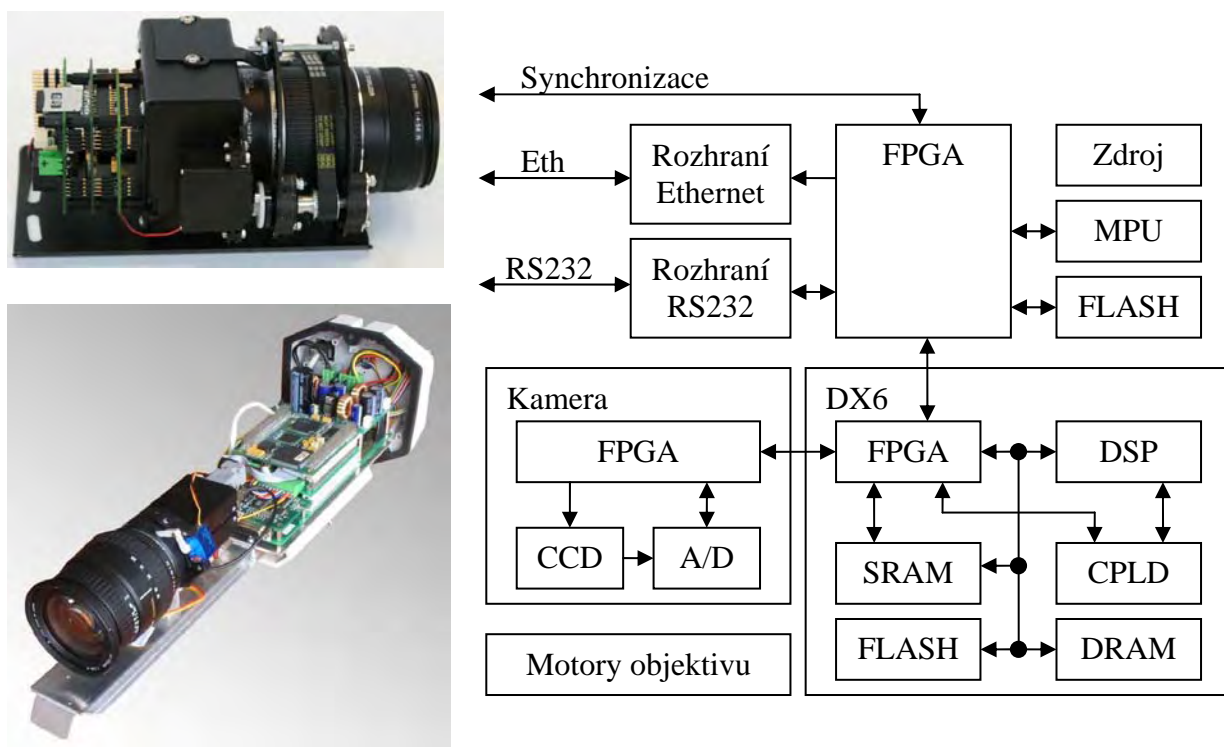 Synchronizace
Eth
RS232
Rozhraní
Ethernet
Rozhraní
RS232
FPGA
Zdroj
MPU
FLASH
Kamera
FPGA
CCD
A/D
Motory objektivu
DX6
FPGA
DSP
SRAM
CPLD
FLASH
DRAM